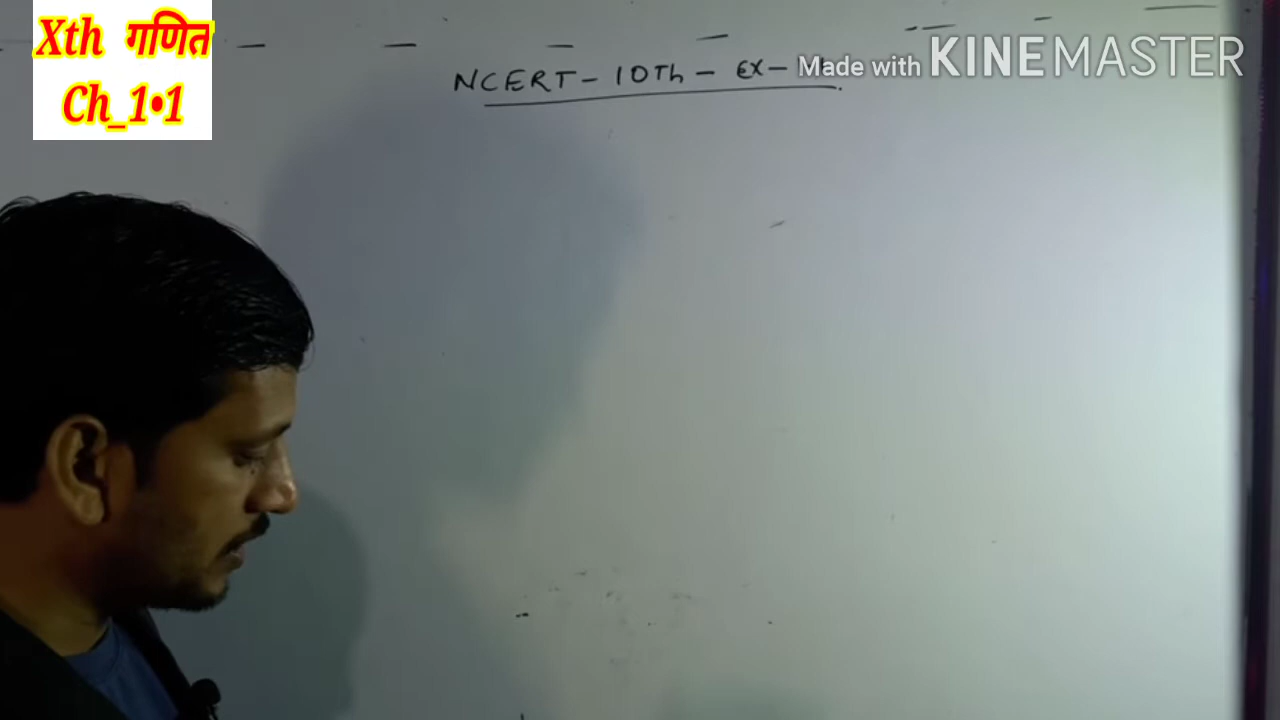 Xth गणित
Ch_1•1
NCERT - 10Th - EX -
Made with KINEMASTER